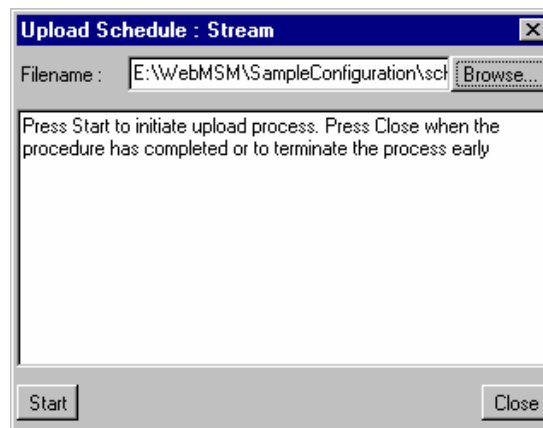 Upload Schedule : Stream
Filename : E:\WebMSM\SampleConfiguration\scl Browse...
Press Start to initiate upload process. Press Close when the
procedure has completed or to terminate the process early
Start Close